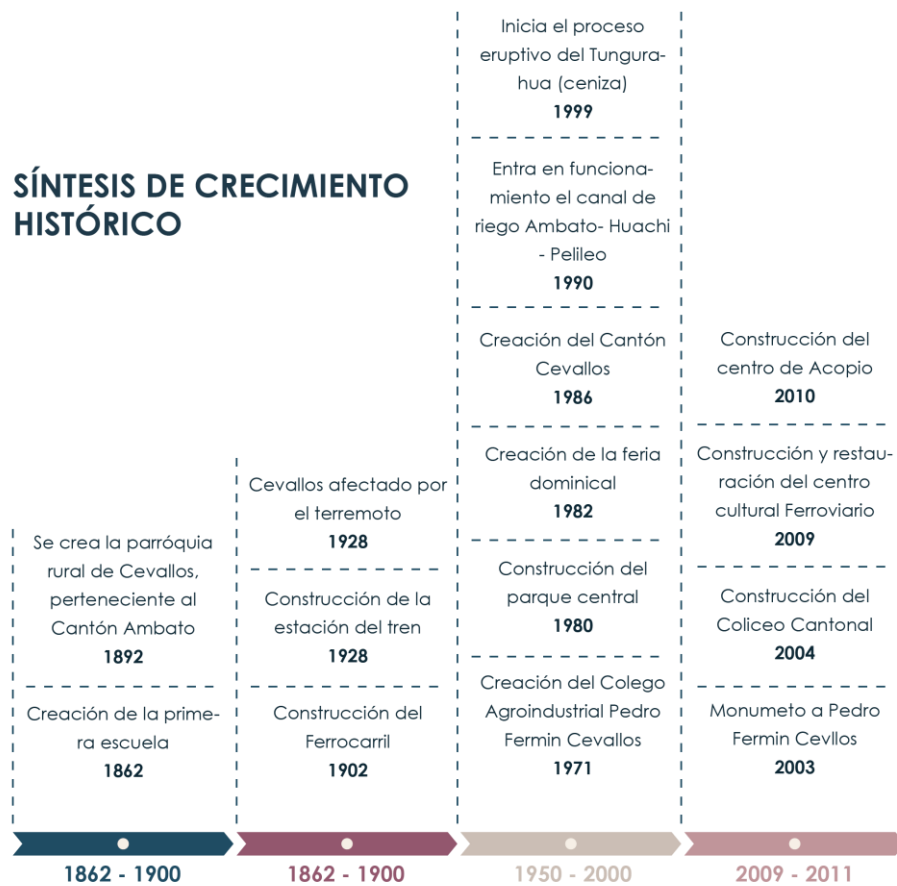 SÍNTESIS DE CRECIMIENTO
HISTÓRICO
Se crea la parróquia
rural de Cevallos,
perteneciente al
Cantón Ambato
1892
Creación de la prime-
ra escuela
1862
1862 - 1900
Cevallos afectado por
el terremoto
1928
Construcción de la
estación del tren
1928
Construcción del
Ferrocarril
1902
1862 - 1900
Inicia el proceso
eruptivo del Tungura-
hua (ceniza)
1999
Entra en funciona-
miento el canal de
riego Ambato- Huachi
- Pelileo
1990
Creación del Cantón
Cevallos
1986
Creación de la feria
dominical
1982
Construcción del
parque central
1980
Creación del Colego
Agroindustrial Pedro
Fermin Cevallos
1971
1950 - 2000
Construcción del
centro de Acopio
2010
Construcción y restau-
ración del centro
cultural Ferroviario
2009
Construcción del
Coliceo Cantonal
2004
Monumeto a Pedro
Fermin Cevllos
2003
2009 - 2011